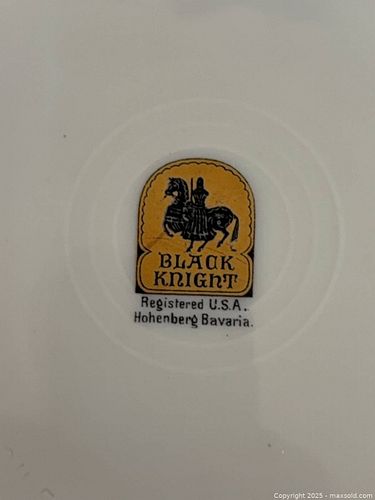 BLACK
KNIGHT
Registered U.S.A.
Hohenberg Bavaria.
Copyright 2025 - maxsold.com